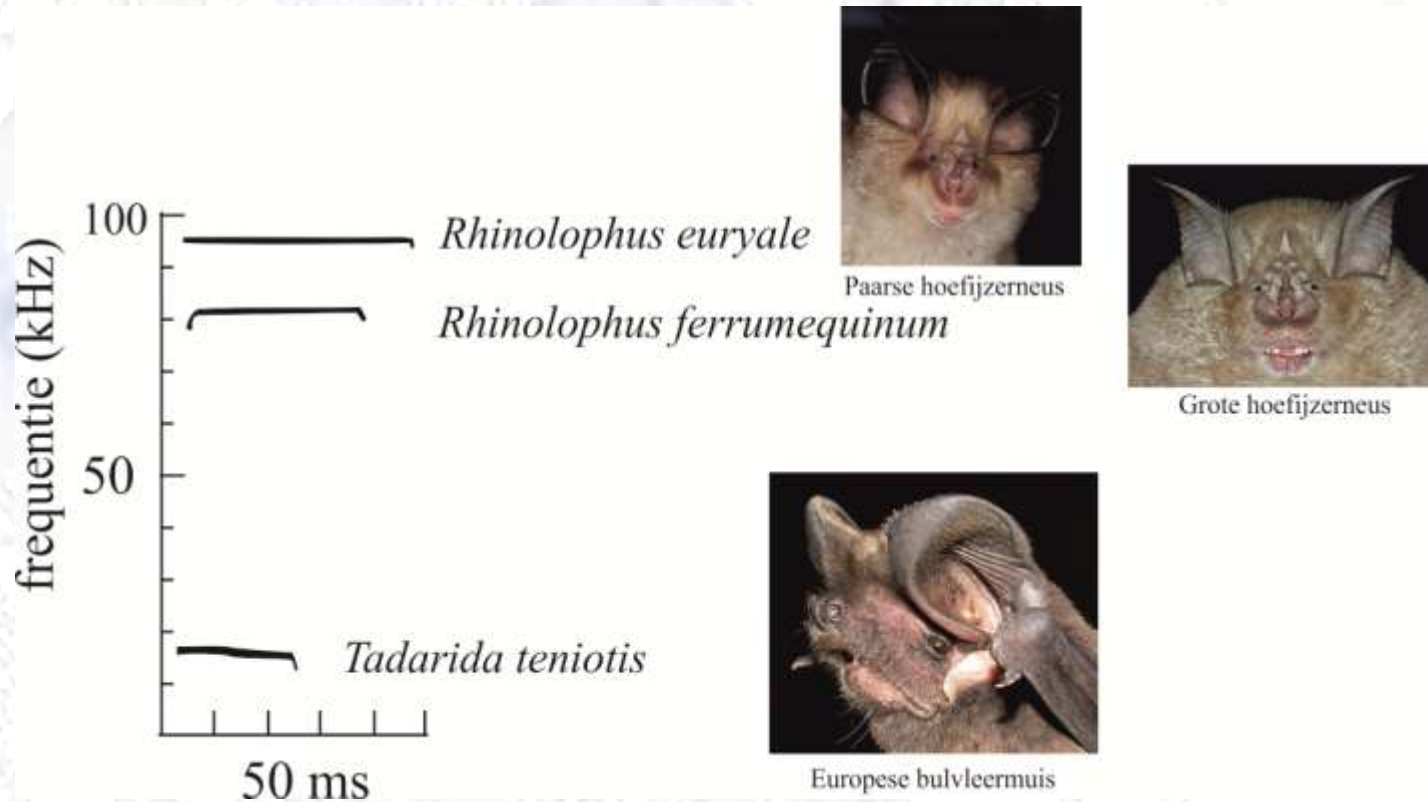 100
Rhinolophus euryale
Paarse hoefijzerneus
Rhinolophus ferrumequinum
Grote hoefijzerneus
frequentie (kHz)
50
Tadarida teniotis
50 ms
Europese bulvleermuis